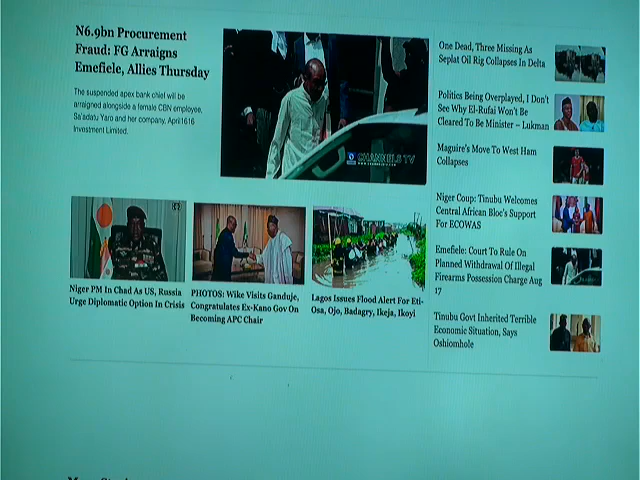 N6.9bn Procurement
Fraud: FG Arraigns
Emefiele, Allies Thursday
The suspended apex bank chief will be
arraigned alongside a female CBN employee,
Sa'adatu Yaro and her company, April1616
Investment Limited.
CHANNELS TV
Niger PM In Chad As US, Russia
Urge Diplomatic Option In Crisis
PHOTOS: Wike Visits Ganduje,
Congratulates Ex-Kano Gov On
Becoming APC Chair
Lagos Issues Flood Alert For Eti-
Osa, Ojo, Badagry, Ikeja, Ikoyi
One Dead, Three Missing As
Seplat Oil Rig Collapses In Delta
Politics Being Overplayed, I Don't
See Why El-Rufai Won't Be
Cleared To Be Minister – Lukman
Maguire's Move To West Ham
Collapses
Niger Coup: Tinubu Welcomes
Central African Bloc's Support
For ECOWAS
Emefiele: Court To Rule On
Planned Withdrawal Of Illegal
Firearms Possession Charge Aug
17
Tinubu Govt Inherited Terrible
Economic Situation, Says
Oshiomhole